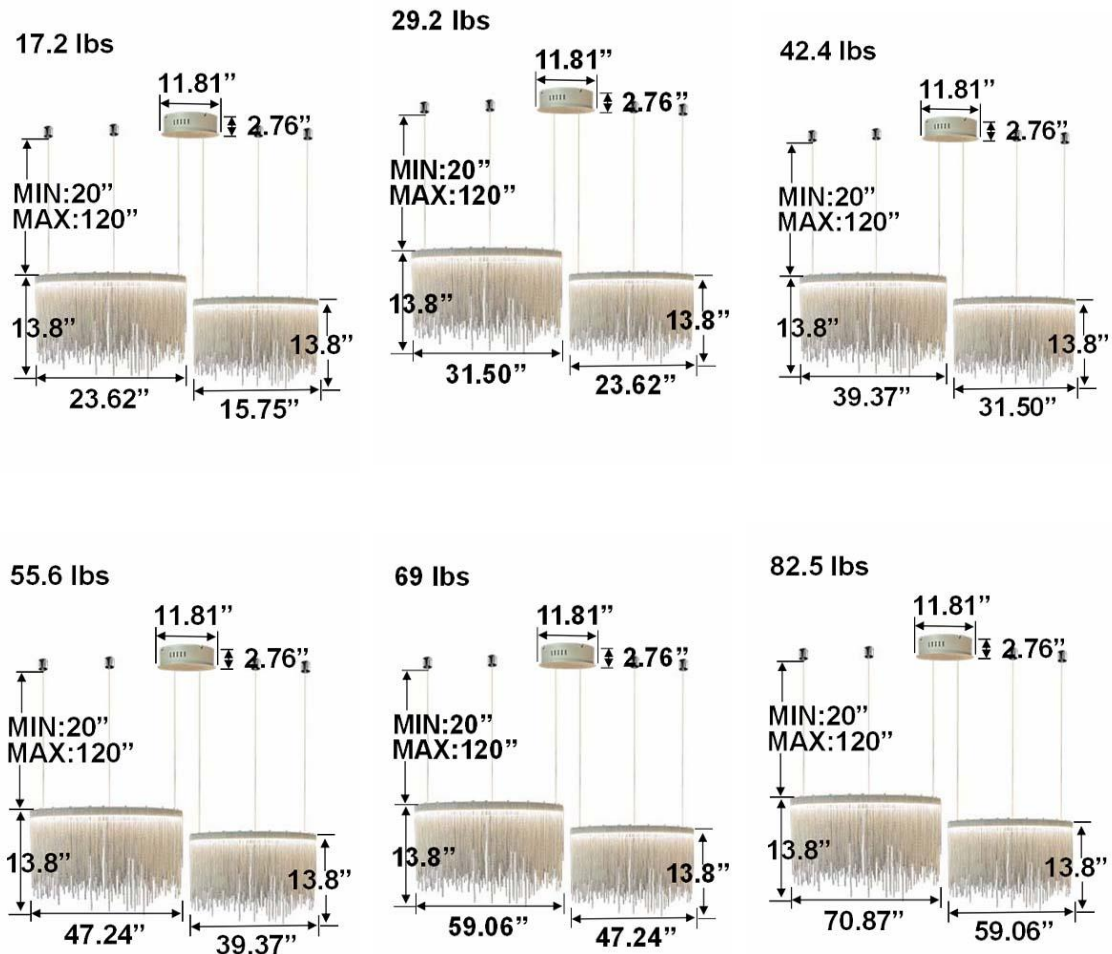 17.2 lbs
11.81”
2.76”
MIN:20”
MAX:120”
13.8”
13.8”
23.62”
15.75”
29.2 lbs
11.81”
2.76”
MIN:20”
MAX:120”
13.8”
13.8”
31.50”
23.62”
42.4 lbs
11.81”
2.76”
MIN:20”
MAX:120”
13.8”
13.8”
39.37”
31.50”
55.6 lbs
11.81”
2.76”
MIN:20”
MAX:120”
13.8”
13.8”
47.24”
39.37”
69 lbs
11.81”
2.76”
MIN:20”
MAX:120”
13.8”
13.8”
59.06”
47.24”
82.5 lbs
11.81”
2.76”
MIN:20”
MAX:120”
13.8”
13.8”
70.87”
59.06”